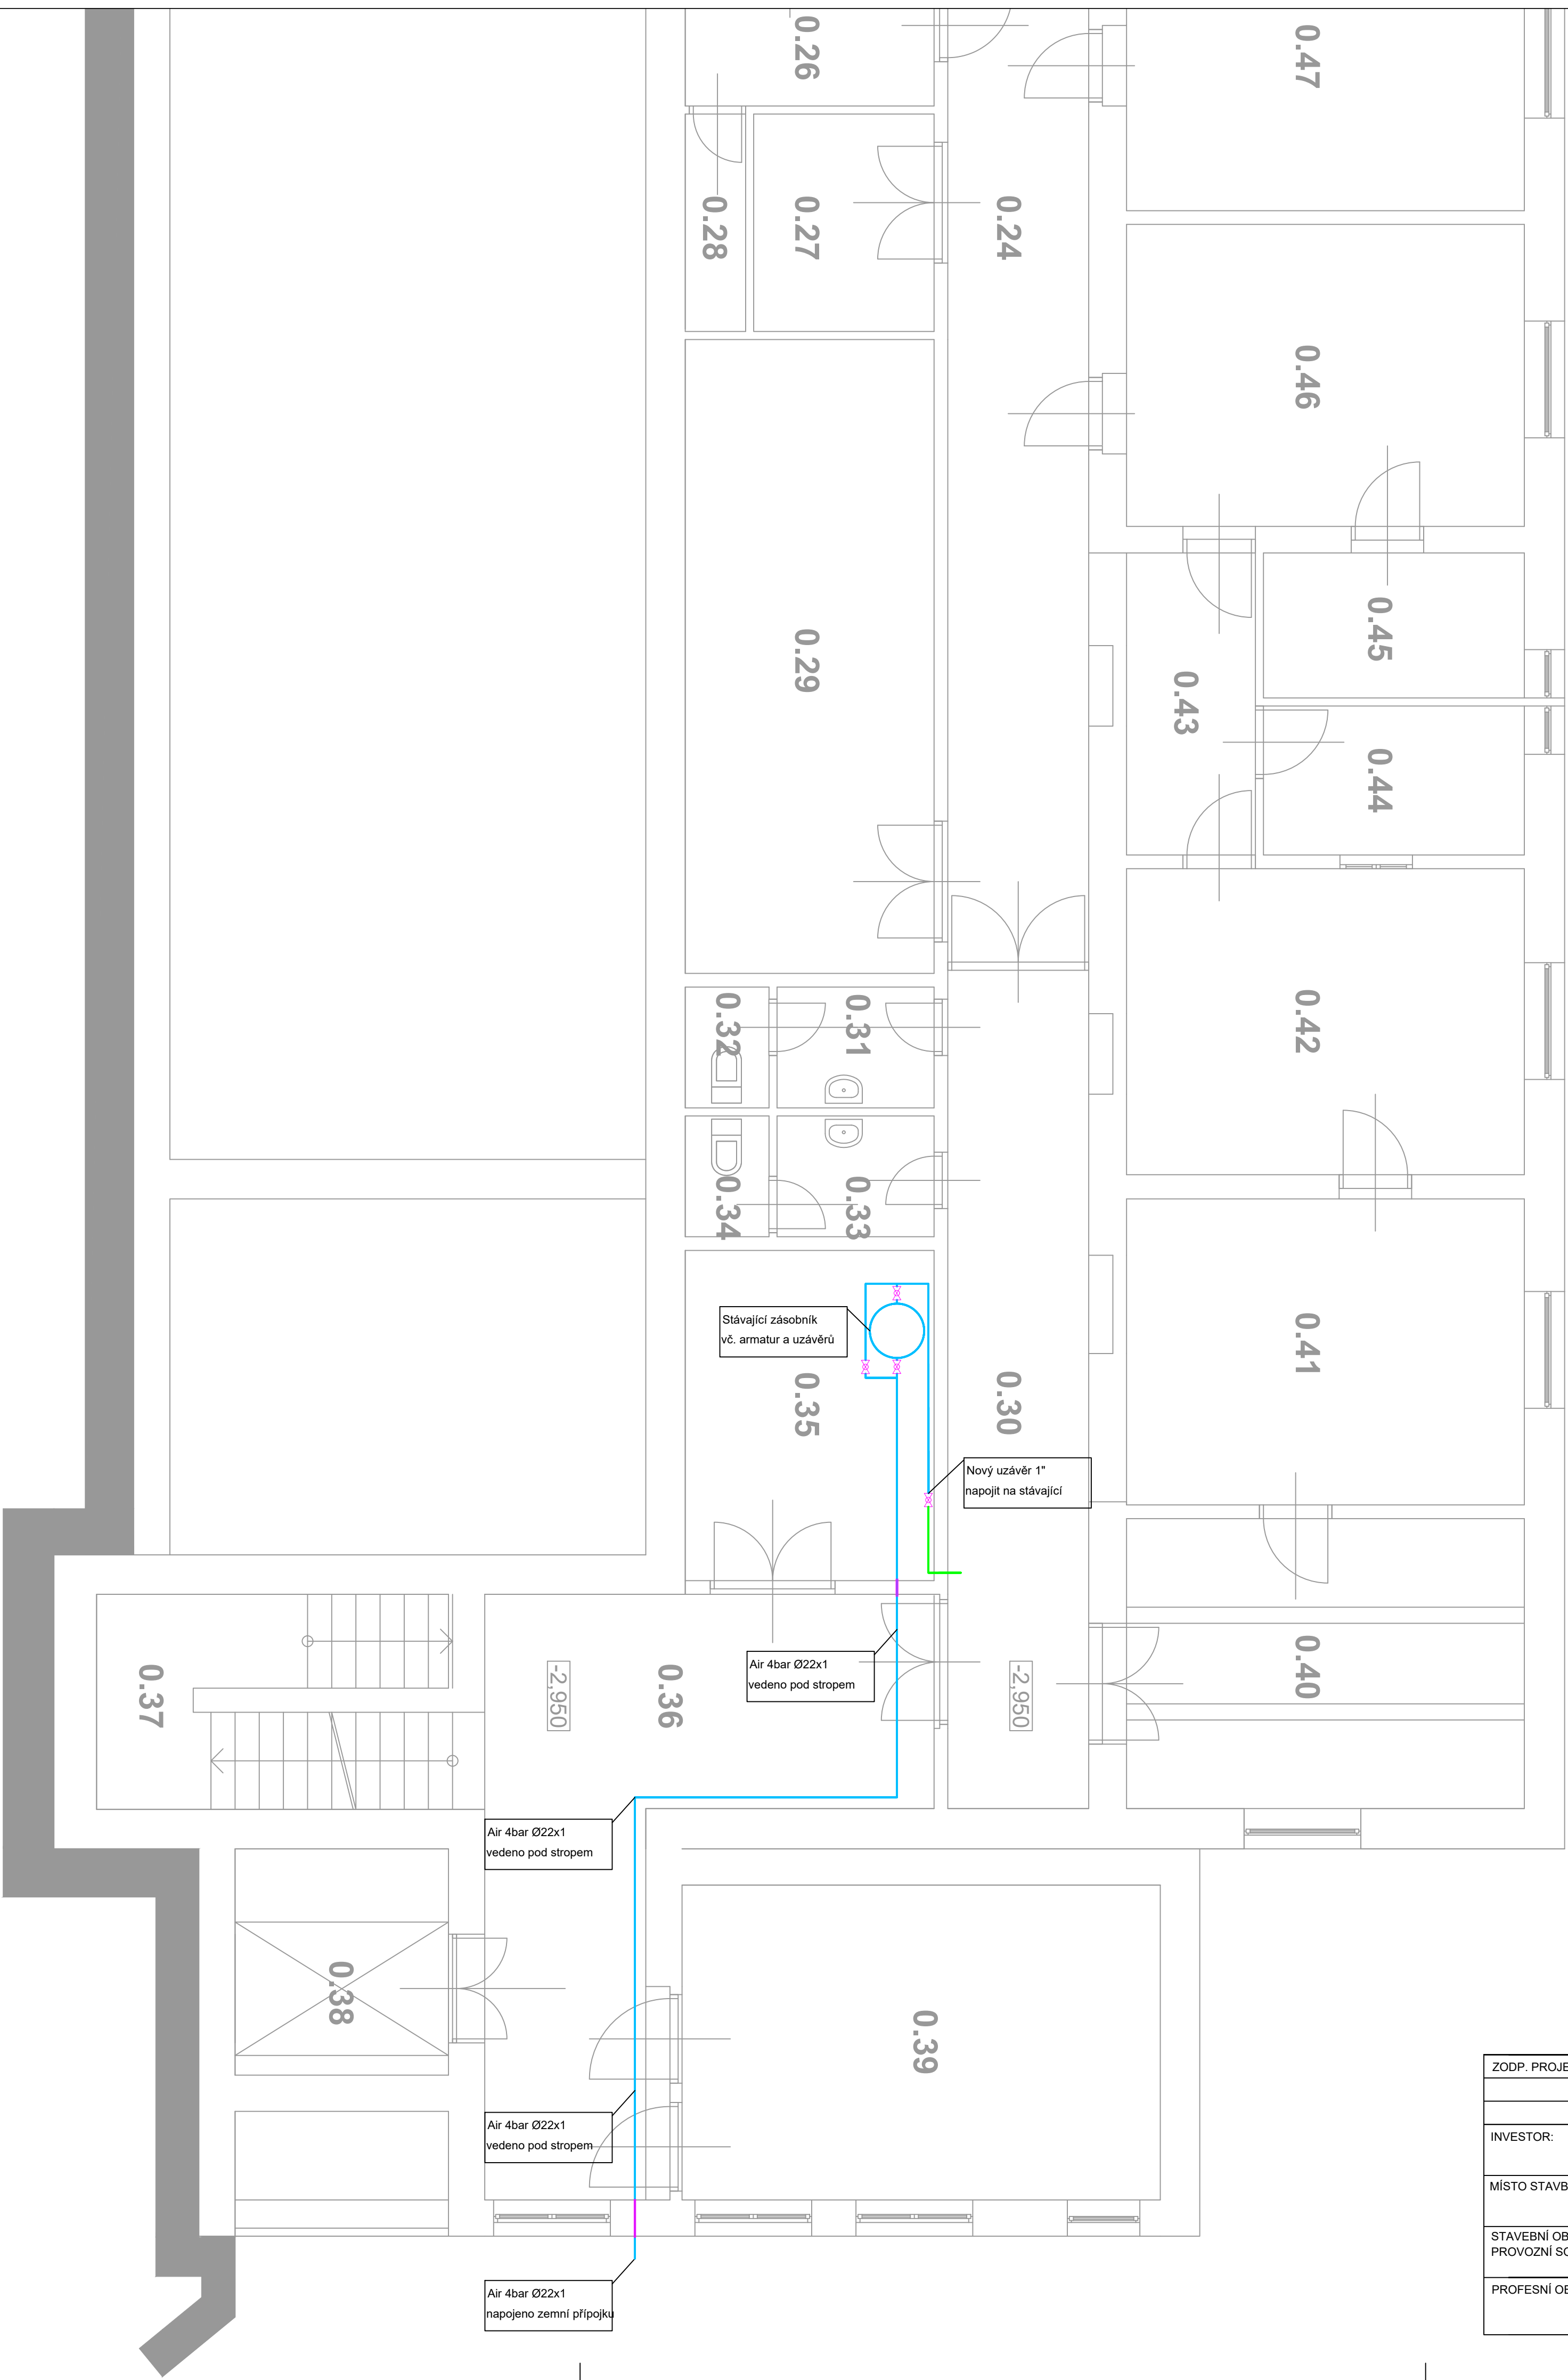 0.26
0.47
0.28
0.27
0.24
0.46
0.45
0.29
0.43
0.44
0.32
0.31
0.42
0.34
0.33
Stávající zásobník
vč. armatur a uzávěrů
0.41
0.35
0.30
Nový uzávěr 1"
napojit na stávající
Air 4bar Ø22x1
vedeno pod stropem
0.37
-2,950
0.36
-2,950
0.40
Air 4bar Ø22x1
vedeno pod stropem
0.38
0.39
Air 4bar Ø22x1
vedeno pod stropem
Air 4bar Ø22x1
napojeno zemní přípojku
ZODP. PROJE
INVESTOR:
MÍSTO STAVB
STAVEBNÍ OB
PROVOZNÍ SO
PROFESNÍ OB